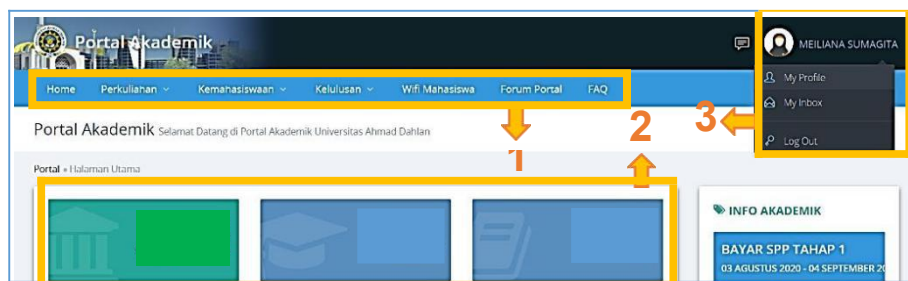 Portal Akademik
MEILIANA SUMAGITA
My Profile
My Inbox
Log Out
Home Perkuliahan Kemahasiswaan Kelulusan Wifi Mahasiswa Forum Portal FAQ
Portal Akademik Selamat Datang di Portal Akademik Universitas Ahmad Dahlan
1
2
3
Portal » Halaman Utama
INFO AKADEMIK
BAYAR SPP TAHAP 1
03 AGUSTUS 2020 - 04 SEPTEMBER 20